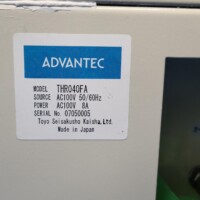 ADVANTEC
MODEL THR040FA
SOURCE AC100V 50/60Hz
POWER AC100V 8A
SERIAL No 07050005
Toyo Seisakusho Kaisha, Ltd.
Made in Japan